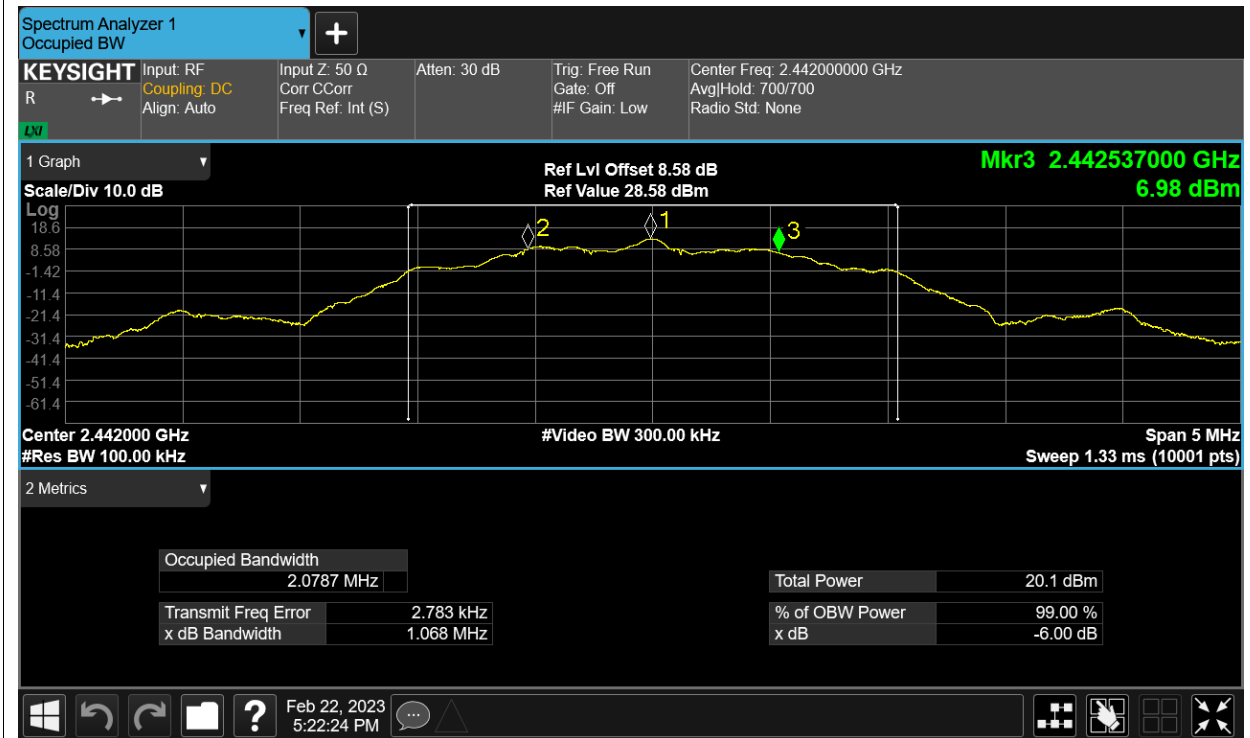 Spectrum Analyzer 1
Occupied BW
+
KEYSIGHT Input: RF Input Z: 50 Ω Atten: 30 dB Trig: Free Run Center Freq: 2.442000000 GHz
R Coupling: DC Corr CCorr Gate: Off Avg|Hold: 700/700
Align: Auto Freq Ref: Int (S) #IF Gain: Low Radio Std: None
LXI
1 Graph Ref Lvl Offset 8.58 dB Mkr3 2.442537000 GHz
Scale/Div 10.0 dB Ref Value 28.58 dBm 6.98 dBm
Log
18.6
8.58
-1.42
-11.4
-21.4
-31.4
-41.4
-51.4
-61.4
2 1 3
Center 2.442000 GHz #Video BW 300.00 kHz Span 5 MHz
#Res BW 100.00 kHz Sweep 1.33 ms (10001 pts)
2 Metrics
Occupied Bandwidth
2.0787 MHz Total Power 20.1 dBm
Transmit Freq Error 2.783 kHz % of OBW Power 99.00 %
x dB Bandwidth 1.068 MHz x dB -6.00 dB
? Feb 22, 2023
5:22:24 PM